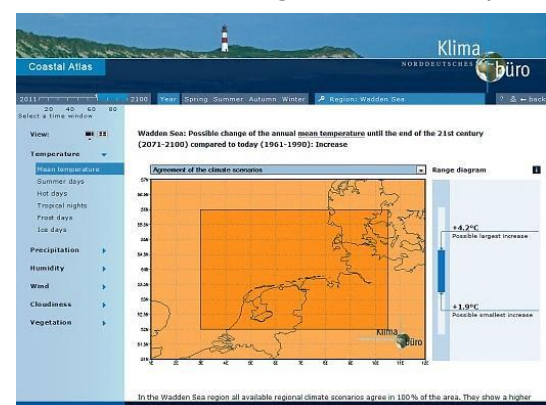 Klima
NORDDEUTSCHES büro
Coastal Atlas
2011 2100 Year Spring Summer Autumn Winter Region: Wadden Sea ? back
20 40 60 80
Select a time window
View:
Temperature
Mean temperature
Summer days
Hot days
Tropical nights
Frost days
Ice days
Precipitation
Humidity
Wind
Cloudiness
Vegetation
Wadden Sea: Possible change of the annual mean temperature until the end of the 21st century
(2071-2100) compared to today (1961-1990): Increase
Agreement of the climate scenarios
Range diagram i
+4.2°C
Possible largest increase
+1.9°C
Possible smallest increase
Klima
büro
In the Wadden Sea region all available regional climate scenarios agree in 100% of the area. They show a higher